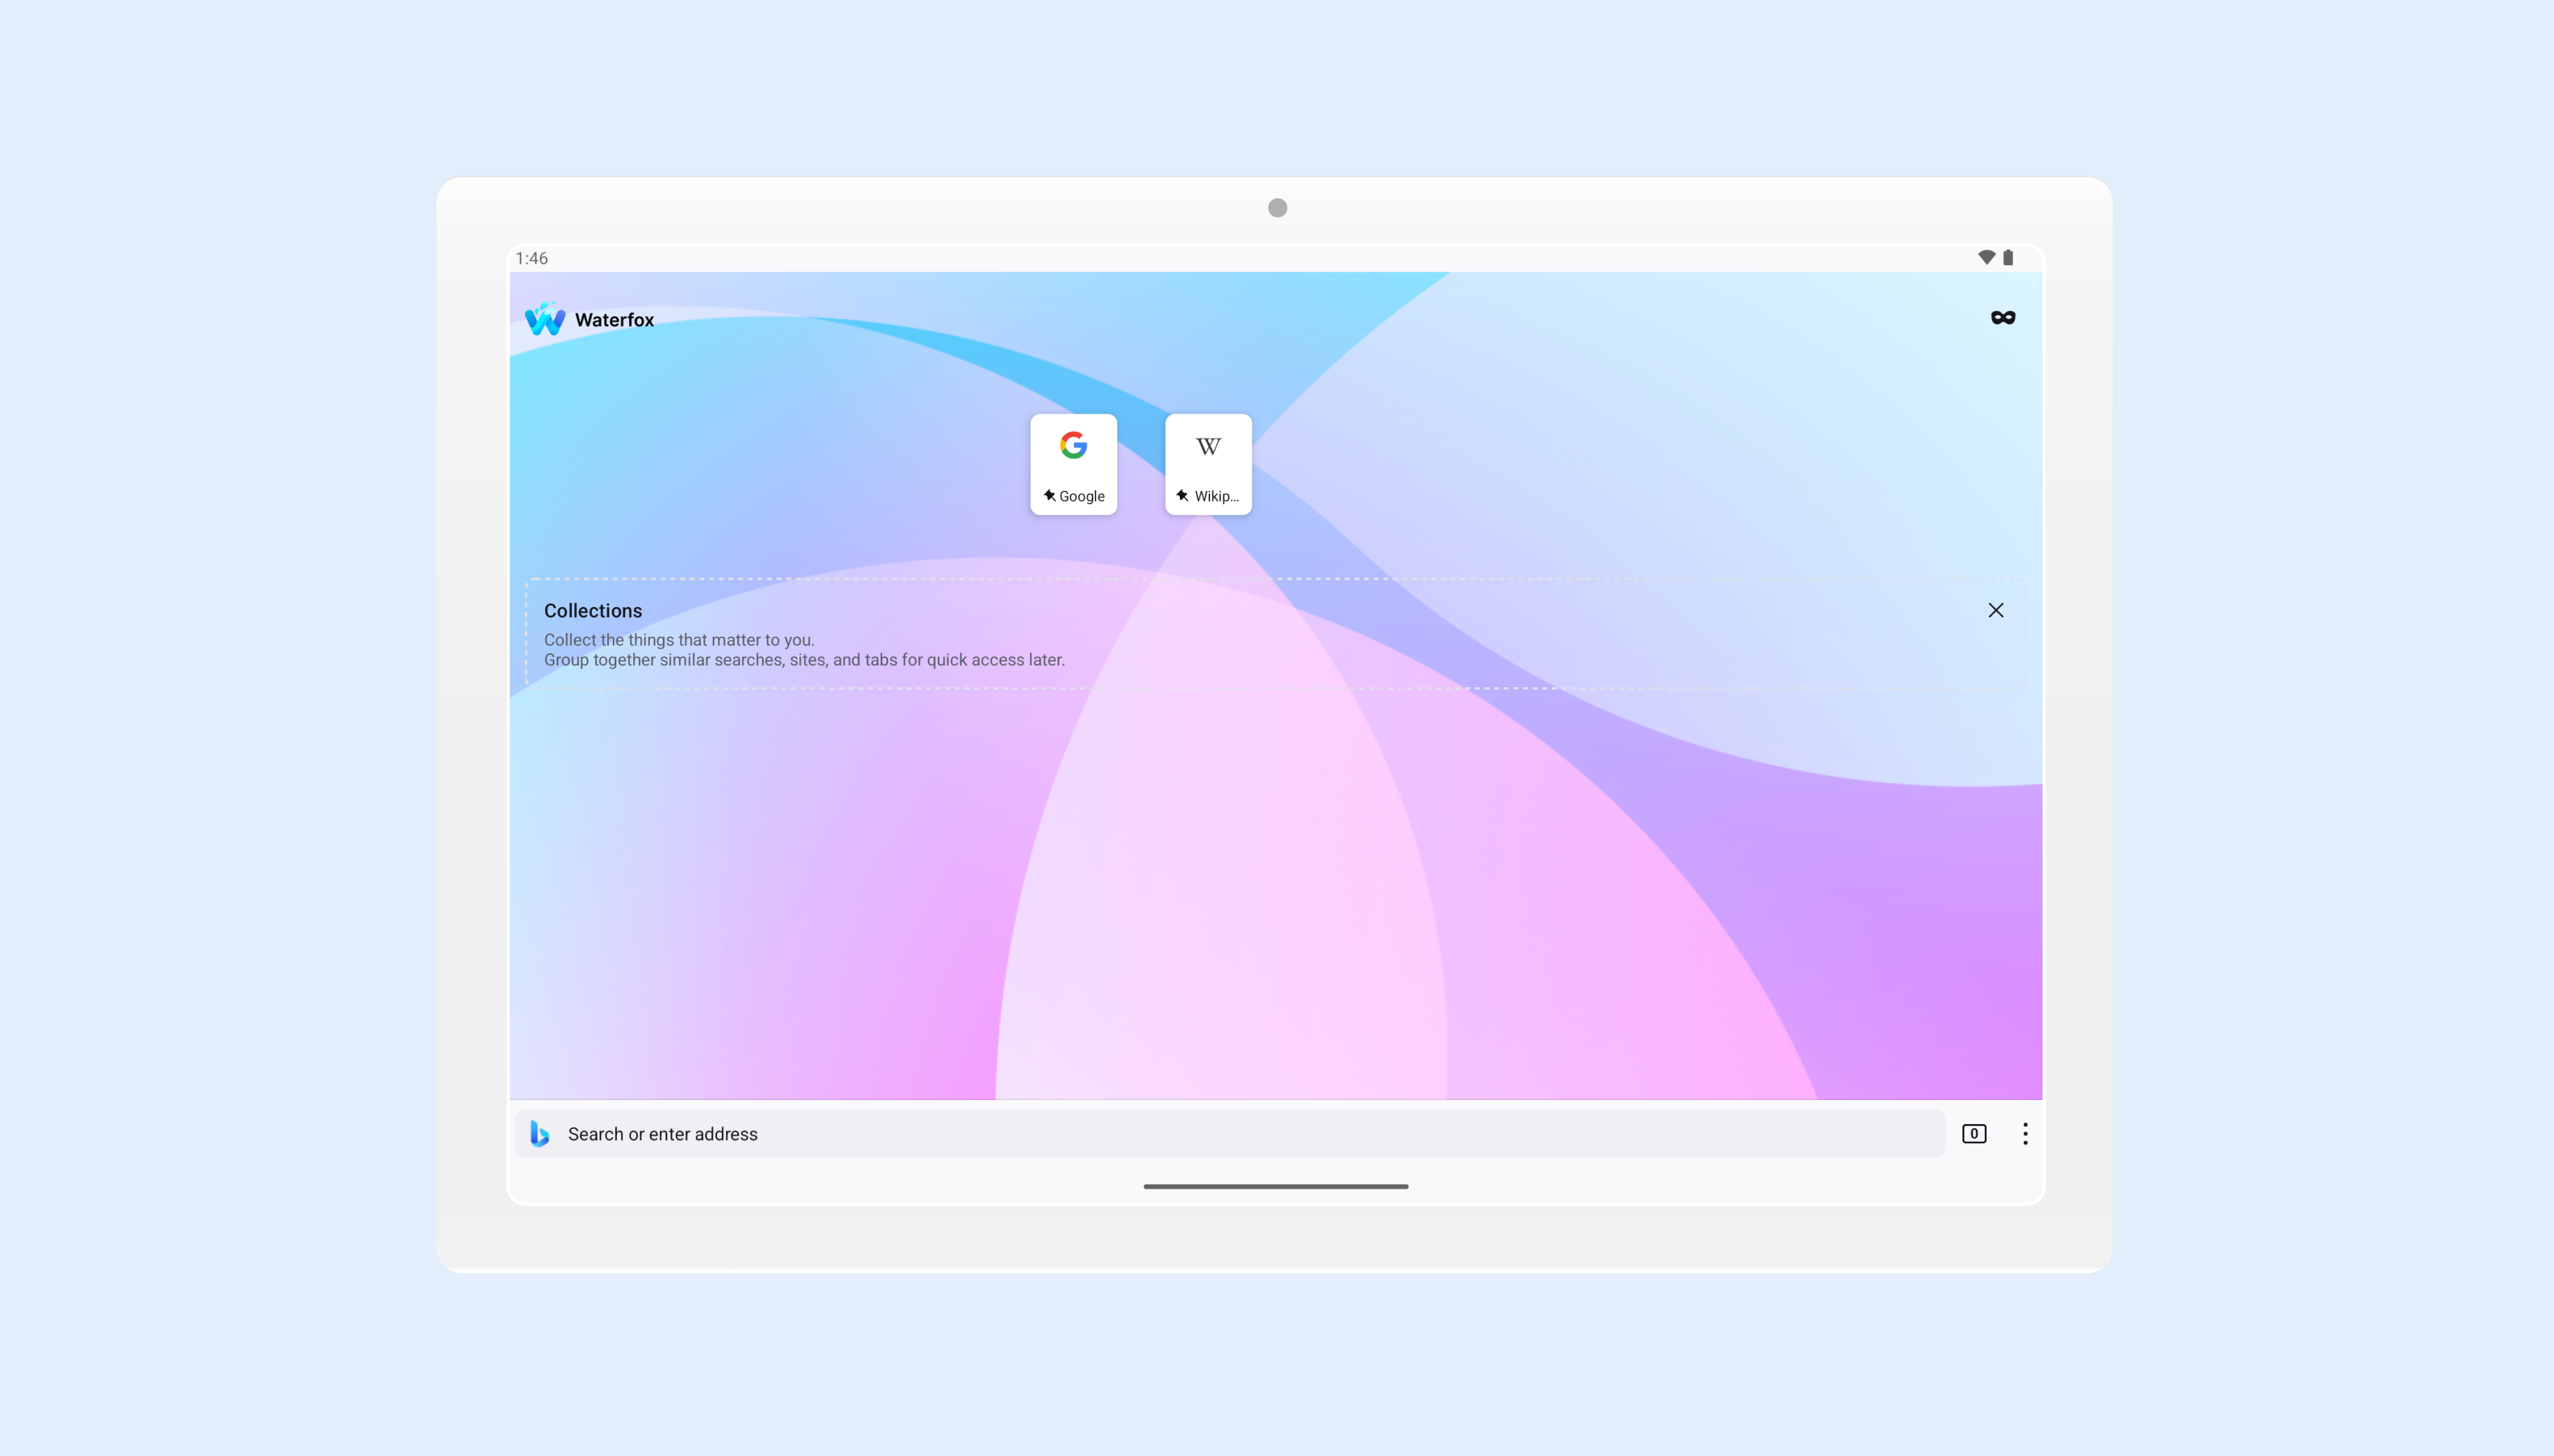 1:46
Waterfox
Google
W
Wikip...
Collections
Collect the things that matter to you.
Group together similar searches, sites, and tabs for quick access later.
Search or enter address
0